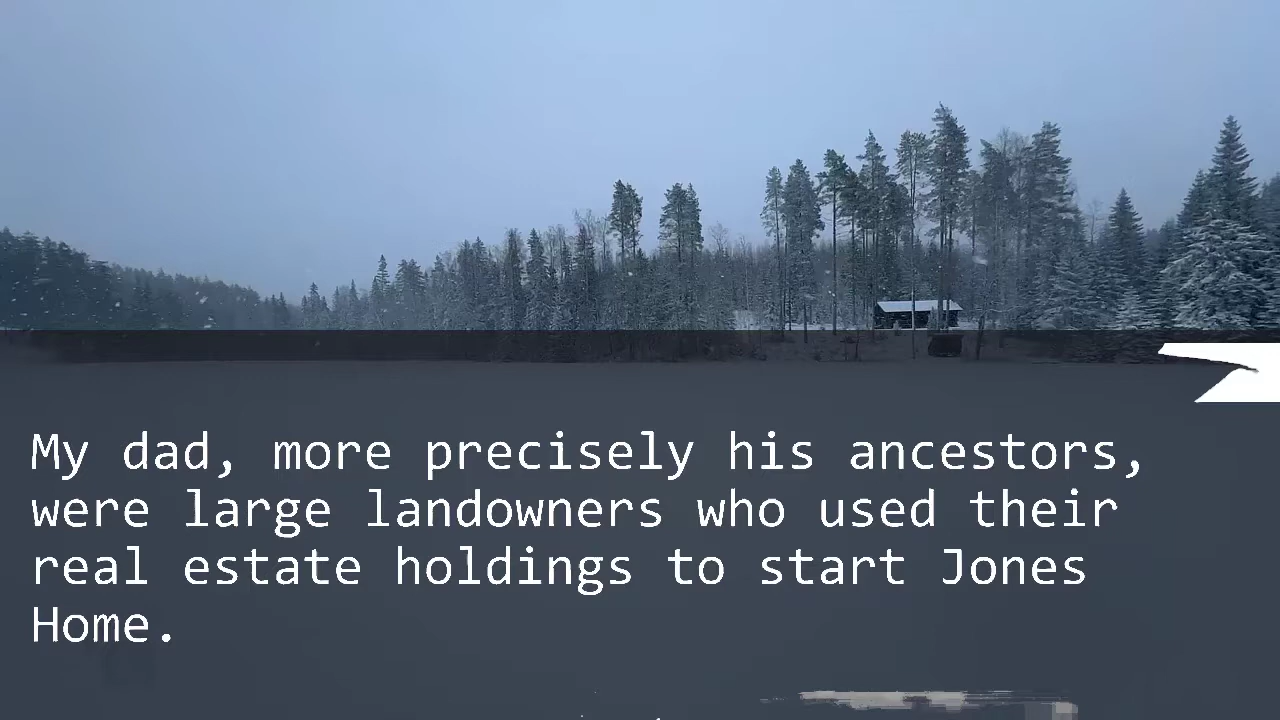 My dad, more precisely his ancestors,
were large landowners who used their
real estate holdings to start Jones
Home.